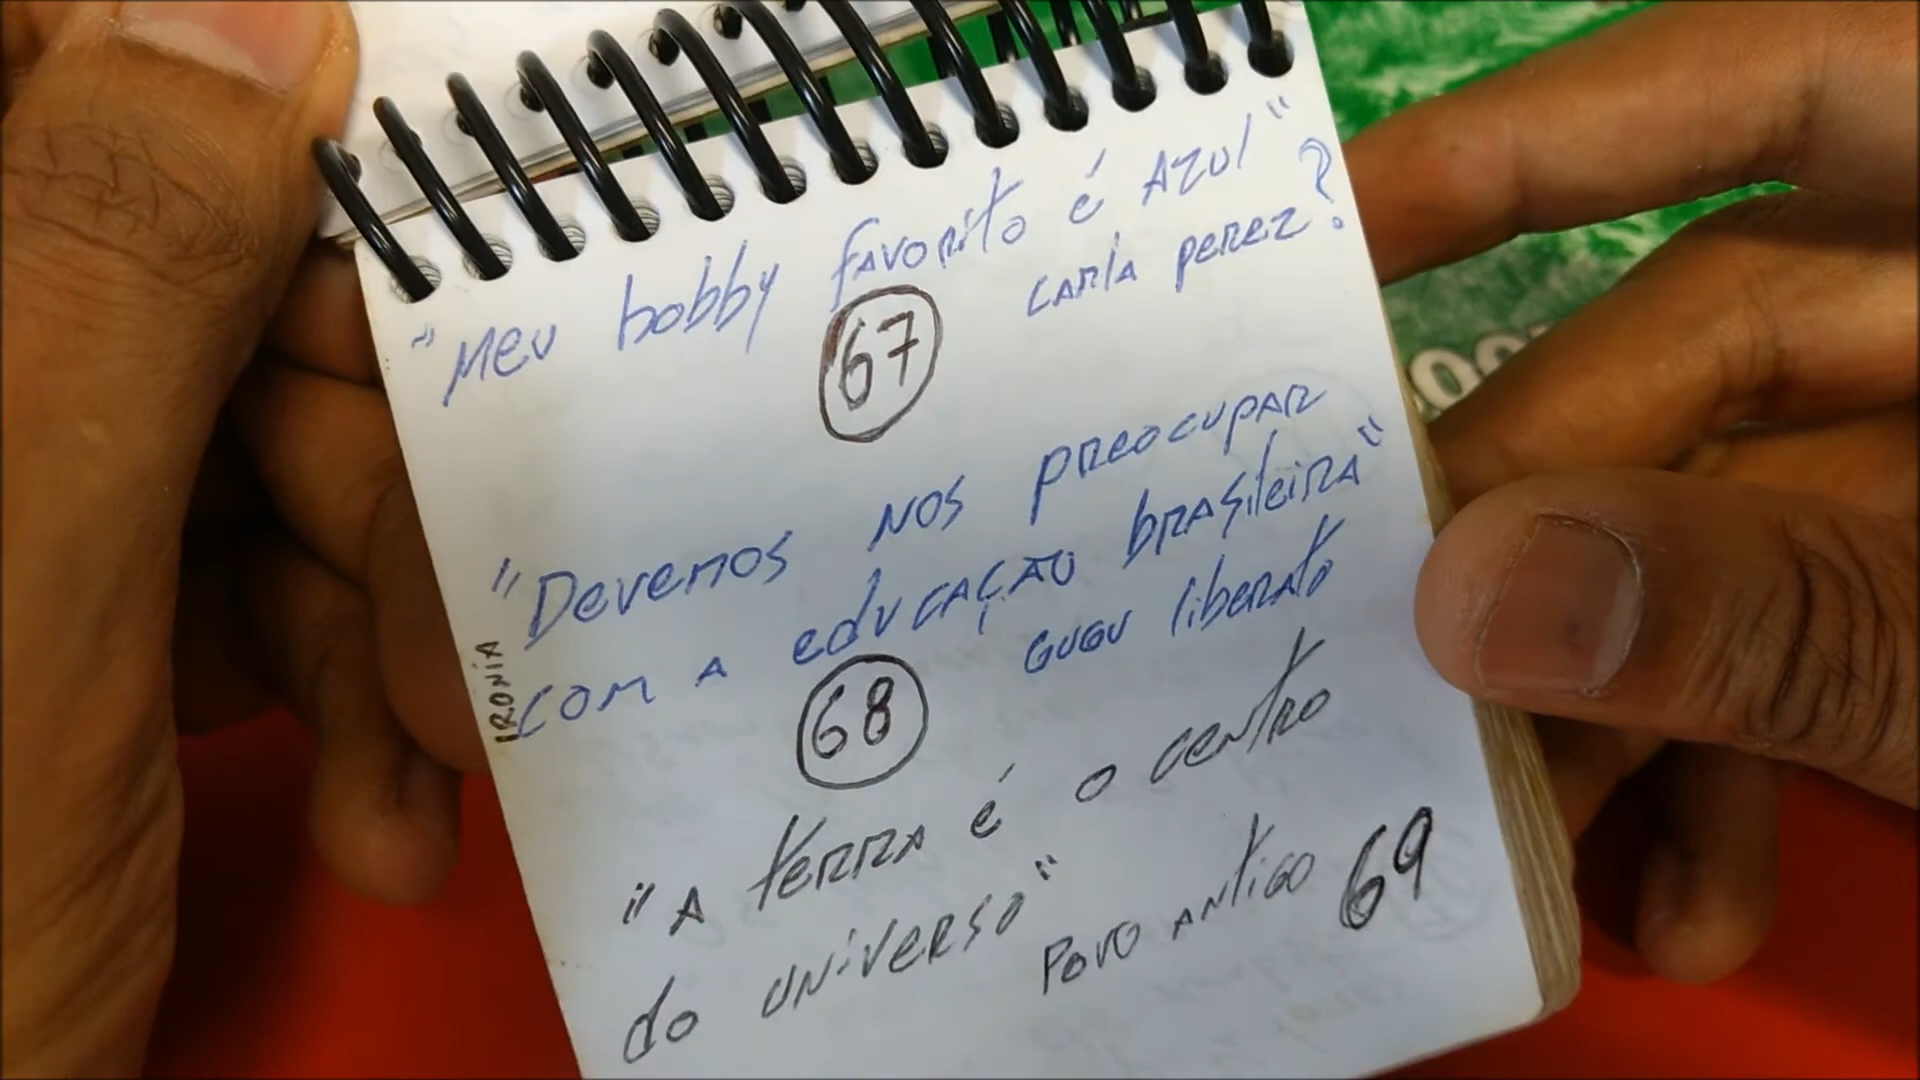 "Meu hobby favorito é AZUl"
CARlA peREZ?
67
"Devemos NOS pReocupAR
com A educAÇÃO bRAsileiRA"
IRONIA
GUGU libeRAto
68
"A teRRA é o centRo
do universo"
Povo Antigo 69
00